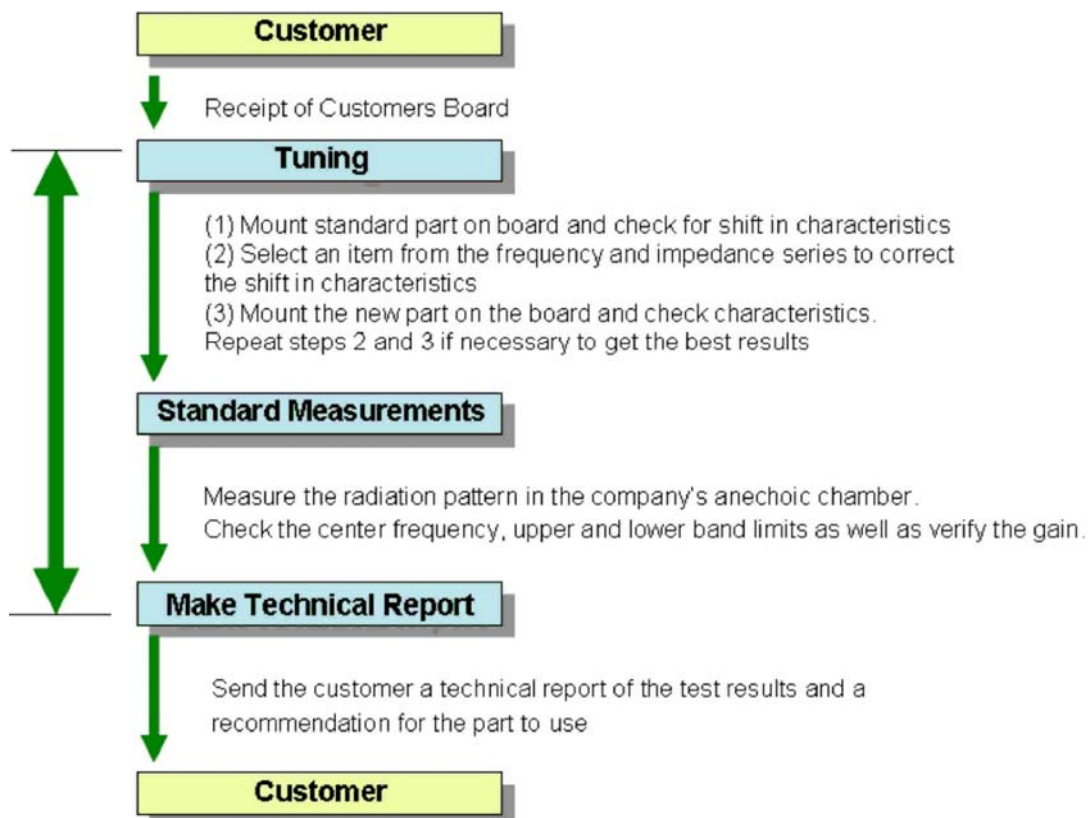 Customer
Receipt of Customers Board
Tuning
(1) Mount standard part on board and check for shift in characteristics
(2) Select an item from the frequency and impedance series to correct
the shift in characteristics
(3) Mount the new part on the board and check characteristics.
Repeat steps 2 and 3 if necessary to get the best results
Standard Measurements
Measure the radiation pattern in the company's anechoic chamber.
Check the center frequency, upper and lower band limits as well as verify the gain.
Make Technical Report
Send the customer a technical report of the test results and a
recommendation for the part to use
Customer